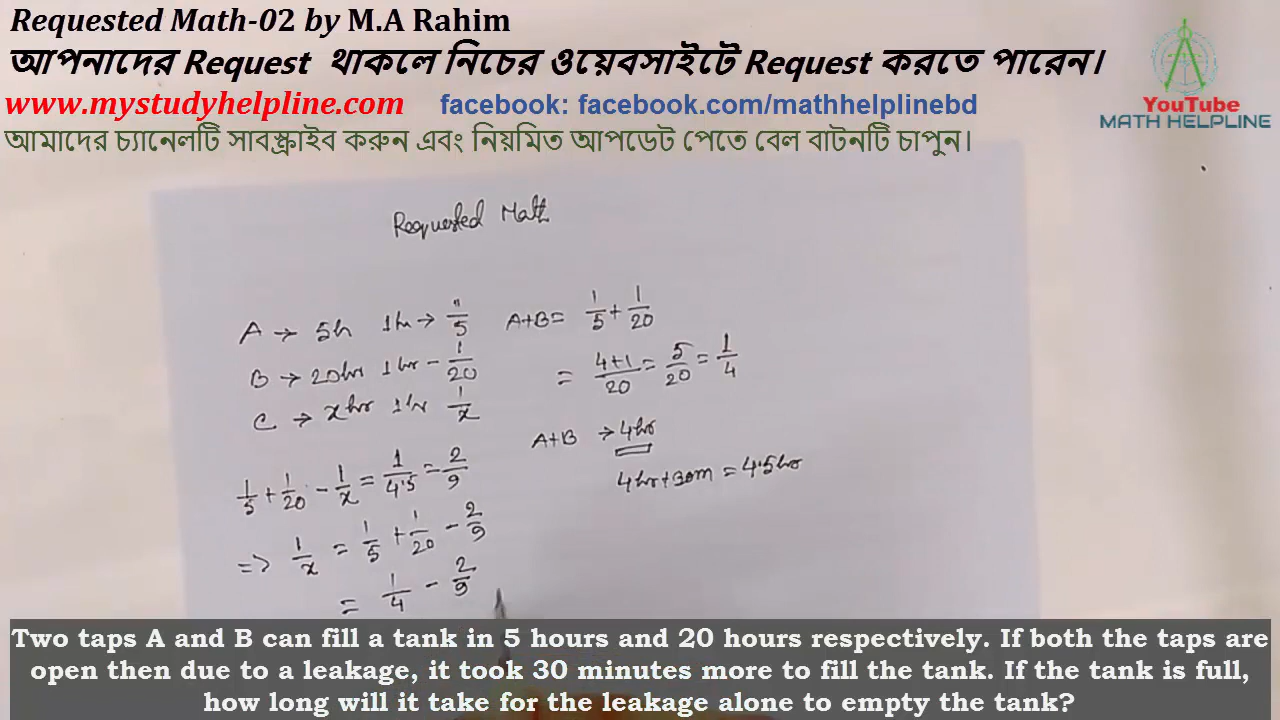 Requested Math-02 by M.A Rahim
আপনাদের Request থাকলে নিচের ওয়েবসাইটে Request করতে পারেন।
www.mystudyhelpline.com facebook: facebook.com/mathhelplinebd
আমাদের চ্যানেলটি সাবস্ক্রাইব করুন এবং নিয়মিত আপডেট পেতে বেল বাটনটি চাপুন।
YouTube
MATH HELPLINE
Requested Math
A → 5h 1hr → 1/5
B → 20hr 1hr - 1/20
C → x hr 1hr 1/x
1/5 + 1/20 - 1/x = 1/4.5 = 2/9
=> 1/x = 1/5 + 1/20 - 2/9
= 1/4 - 2/9
A+B = 1/5 + 1/20
= 4+1/20 = 5/20 = 1/4
A+B → 4hr
4hr+30m = 4.5hr
Two taps A and B can fill a tank in 5 hours and 20 hours respectively. If both the taps are
open then due to a leakage, it took 30 minutes more to fill the tank. If the tank is full,
how long will it take for the leakage alone to empty the tank?